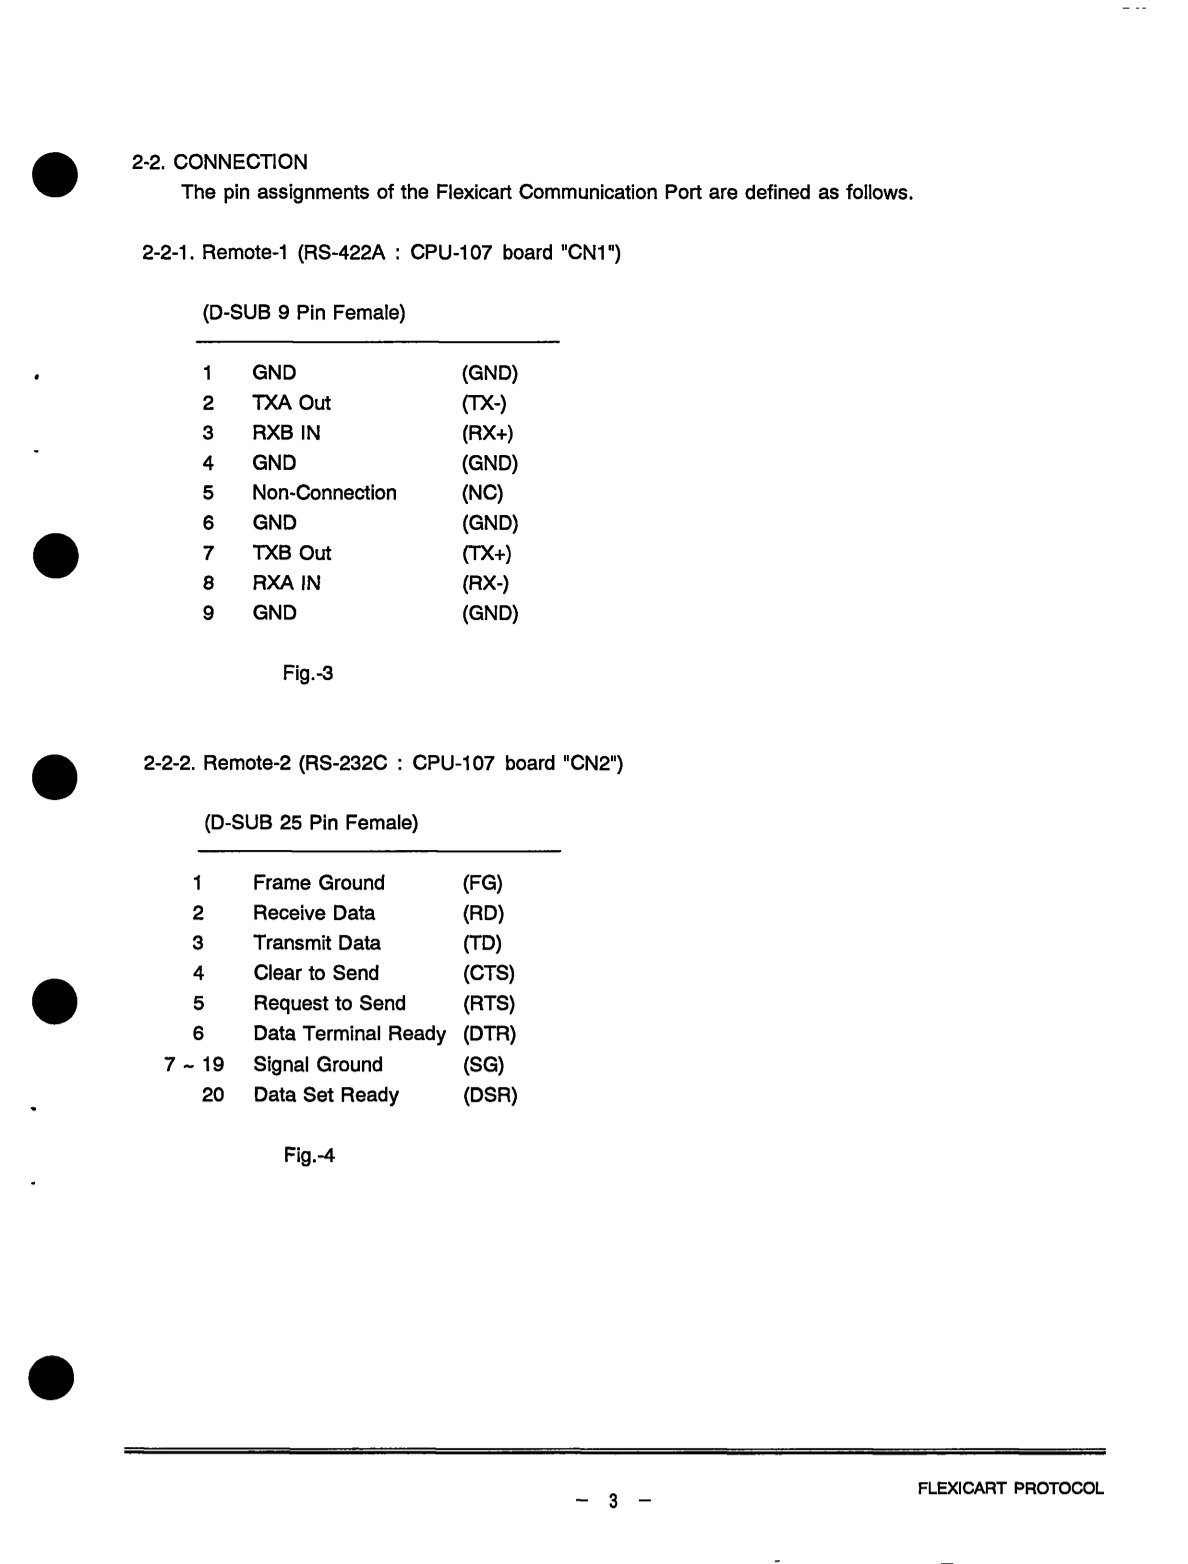 2-2. CONNECTION
The pin assignments of the Flexicart Communication Port are defined as follows.
2-2-1. Remote-1 (RS-422A : CPU-107 board "CN1")
(D-SUB 9 Pin Female)
1 GND (GND)
2 TXA Out (TX-)
3 RXB IN (RX+)
4 GND (GND)
5 Non-Connection (NC)
6 GND (GND)
7 TXB Out (TX+)
8 RXA IN (RX-)
9 GND (GND)
Fig.-3
2-2-2. Remote-2 (RS-232C : CPU-107 board "CN2")
(D-SUB 25 Pin Female)
1 Frame Ground (FG)
2 Receive Data (RD)
3 Transmit Data (TD)
4 Clear to Send (CTS)
5 Request to Send (RTS)
6 Data Terminal Ready (DTR)
7 ~ 19 Signal Ground (SG)
20 Data Set Ready (DSR)
Fig.-4
FLEXICART PROTOCOL
- 3 -